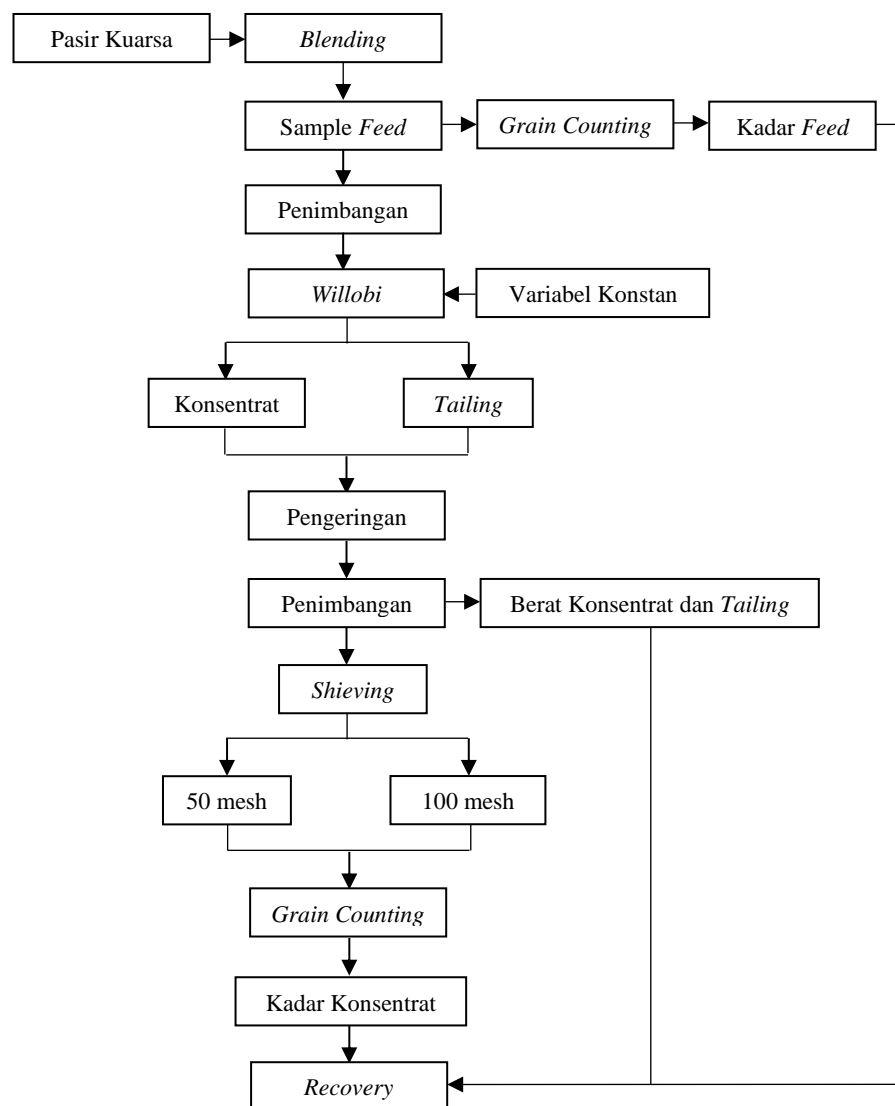 Pasir Kuarsa
Blending
Sample Feed
Grain Counting
Kadar Feed
Penimbangan
Willobi
Variabel Konstan
Konsentrat
Tailing
Pengeringan
Penimbangan
Berat Konsentrat dan Tailing
Shieving
50 mesh
100 mesh
Grain Counting
Kadar Konsentrat
Recovery